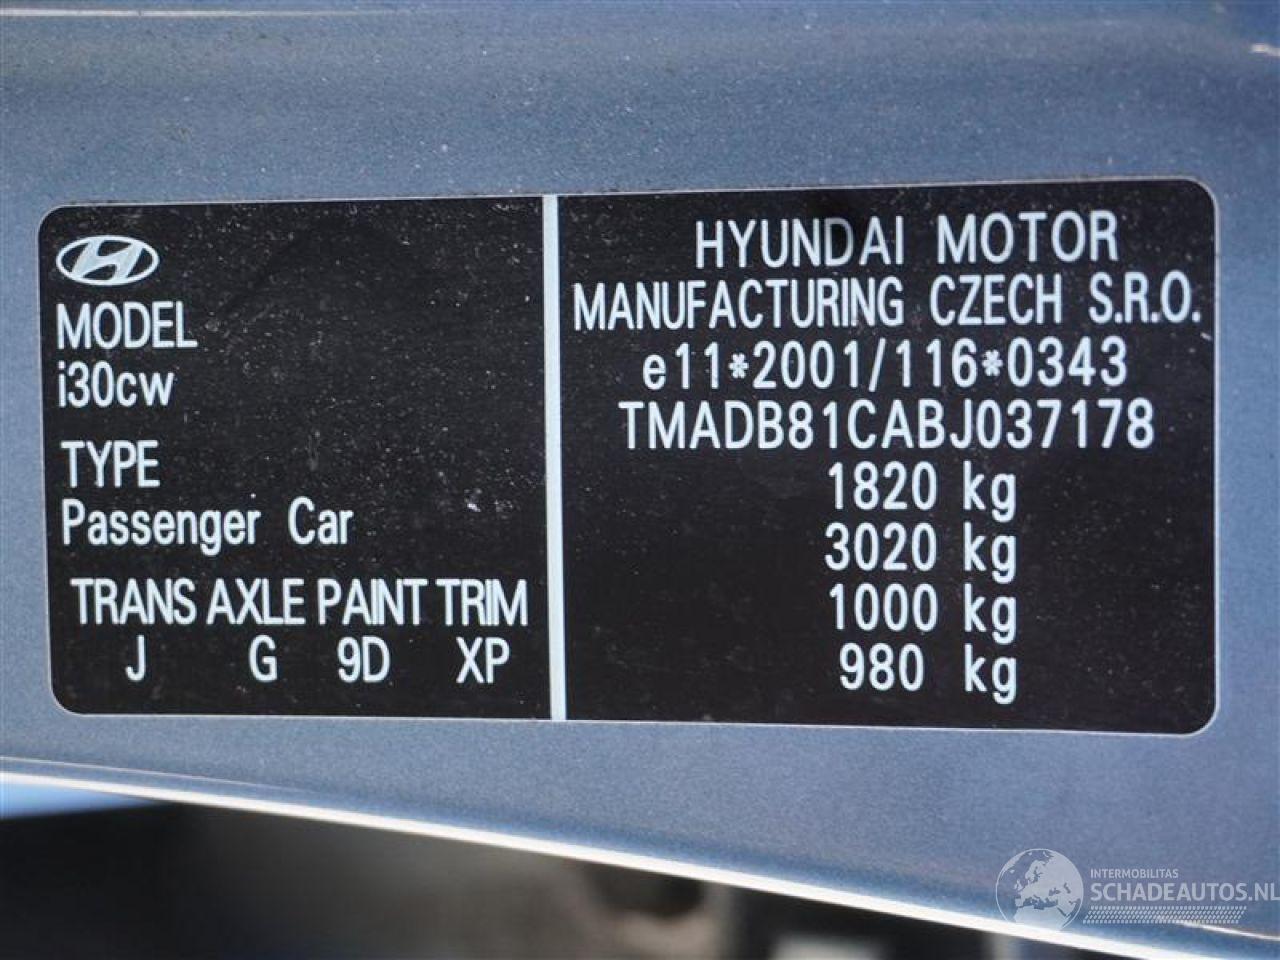 MODEL
i30cw
TYPE
Passenger Car
TRANS AXLE PAINT TRIM
J G 9D XP
HYUNDAI MOTOR
MANUFACTURING CZECH S.R.O.
e11*2001/116*0343
TMADB81CABJ037178
1820 kg
3020 kg
1000 kg
980 kg
INTERMOBILITAS
SCHADEAUTOS.NL